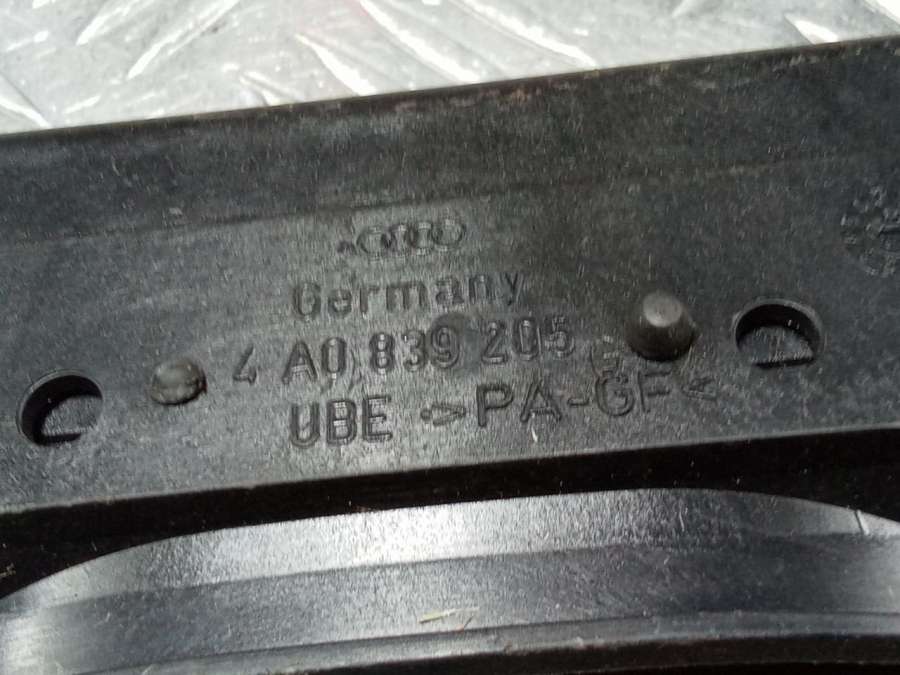 Germany
4 A0 839 205
UBE >PA-GF<